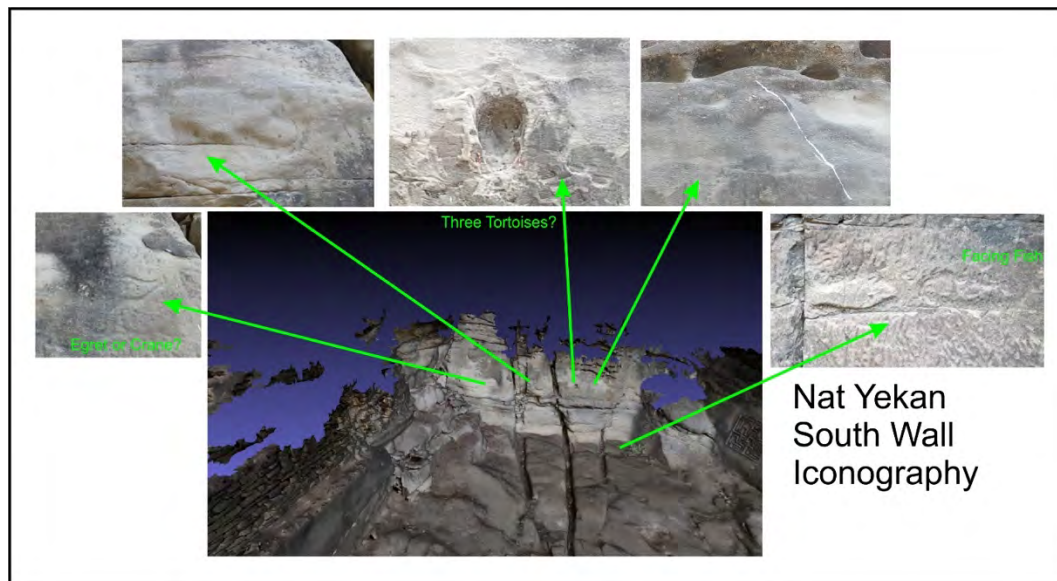 Three Tortoises?
Egret or Crane?
Facing Fish
Nat Yekan
South Wall
Iconography